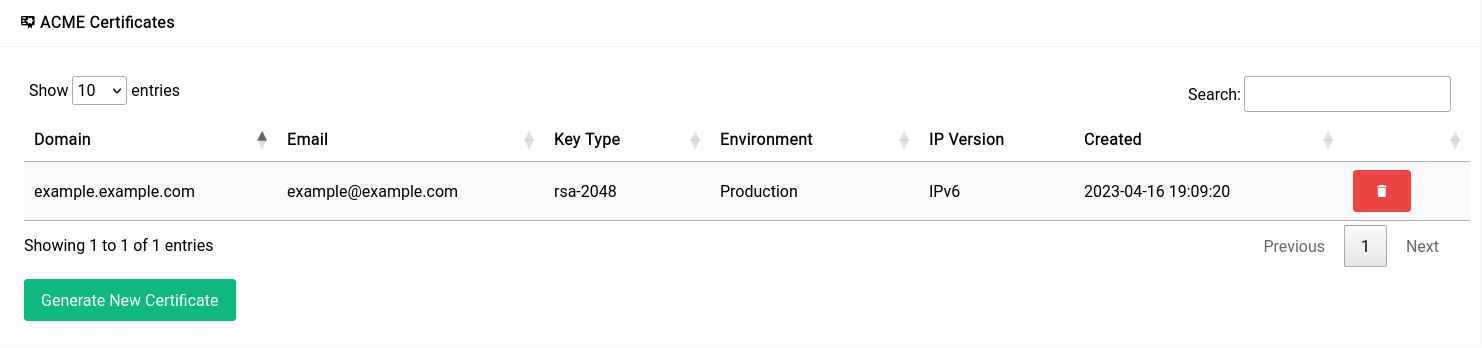 ACME Certificates
Show 10 entries
Search:
Domain Email Key Type Environment IP Version Created
example.example.com example@example.com rsa-2048 Production IPv6 2023-04-16 19:09:20
Showing 1 to 1 of 1 entries
Previous 1 Next
Generate New Certificate